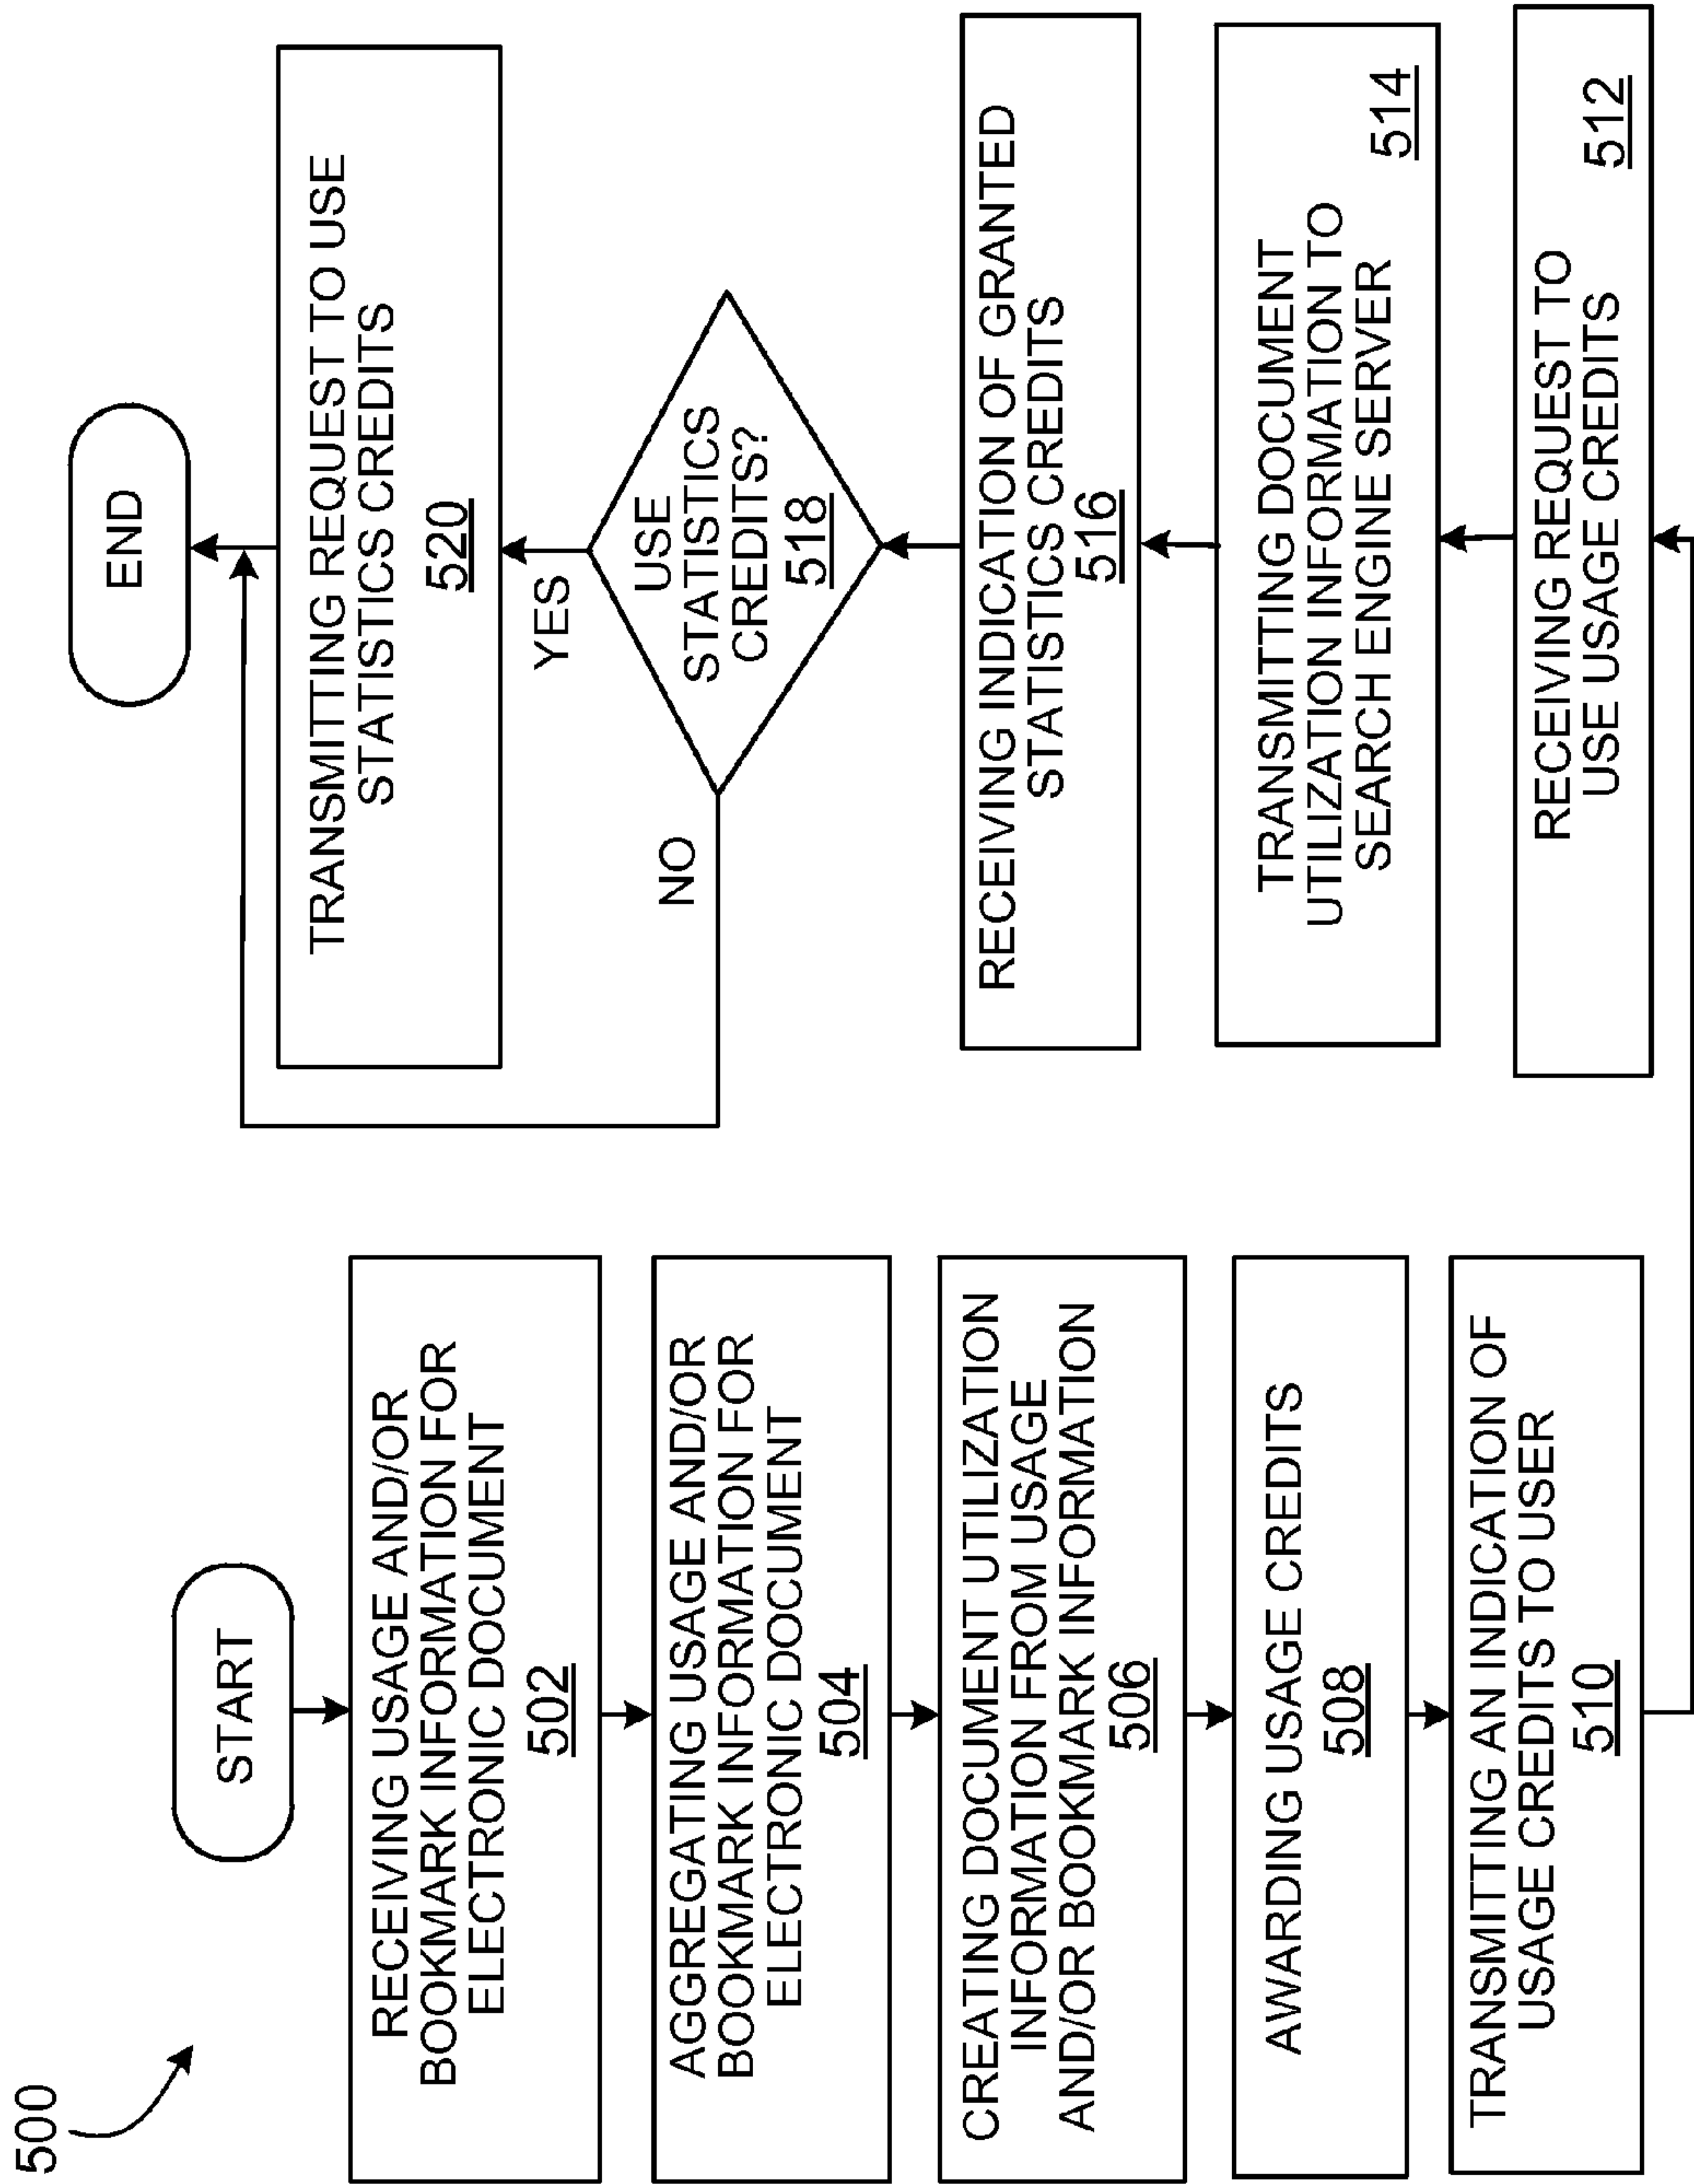 500
START
RECEIVING USAGE AND/OR
BOOKMARK INFORMATION FOR
ELECTRONIC DOCUMENT
502
AGGREGATING USAGE AND/OR
BOOKMARK INFORMATION FOR
ELECTRONIC DOCUMENT
504
CREATING DOCUMENT UTILIZATION
INFORMATION FROM USAGE
AND/OR BOOKMARK INFORMATION
506
AWARDING USAGE CREDITS
508
TRANSMITTING AN INDICATION OF
USAGE CREDITS TO USER
510
RECEIVING REQUEST TO
USE USAGE CREDITS
512
TRANSMITTING DOCUMENT
UTILIZATION INFORMATION TO
SEARCH ENGINE SERVER
514
RECEIVING INDICATION OF GRANTED
STATISTICS CREDITS
516
USE
STATISTICS
CREDITS?
518
YES
NO
TRANSMITTING REQUEST TO USE
STATISTICS CREDITS
520
END